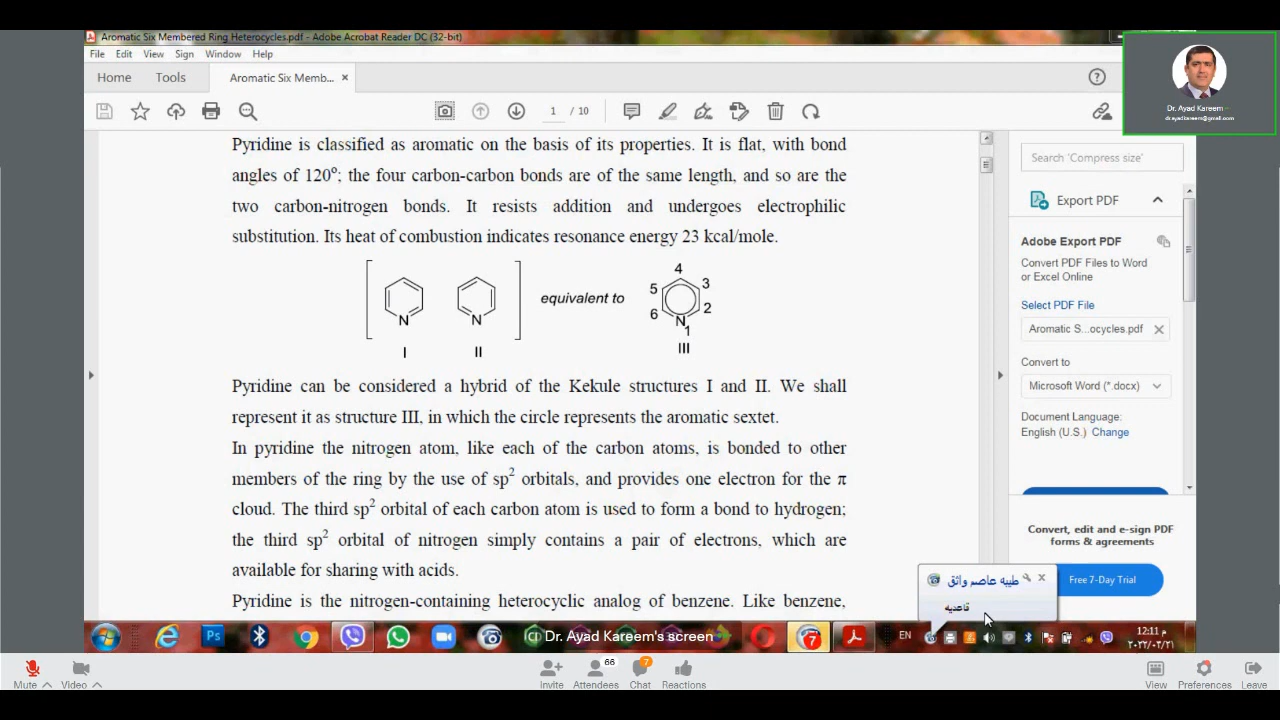 Aromatic Six Membered Ring Heterocycles.pdf - Adobe Acrobat Reader DC (32-bit)
File Edit View Sign Window Help
Home Tools Aromatic Six Memb... ×
1 / 10
Dr. Ayad Kareem
dr.ayadkareem@gmail.com
Pyridine is classified as aromatic on the basis of its properties. It is flat, with bond
angles of 120°; the four carbon-carbon bonds are of the same length, and so are the
two carbon-nitrogen bonds. It resists addition and undergoes electrophilic
substitution. Its heat of combustion indicates resonance energy 23 kcal/mole.
N
I
N
II
equivalent to
4
5 3
6 2
N
1
III
Pyridine can be considered a hybrid of the Kekule structures I and II. We shall
represent it as structure III, in which the circle represents the aromatic sextet.
In pyridine the nitrogen atom, like each of the carbon atoms, is bonded to other
members of the ring by the use of sp² orbitals, and provides one electron for the π
cloud. The third sp² orbital of each carbon atom is used to form a bond to hydrogen;
the third sp² orbital of nitrogen simply contains a pair of electrons, which are
available for sharing with acids.
Pyridine is the nitrogen-containing heterocyclic analog of benzene. Like benzene,
Search 'Compress size'
Export PDF
Adobe Export PDF
Convert PDF Files to Word
or Excel Online
Select PDF File
Aromatic S...ocycles.pdf ×
Convert to
Microsoft Word (*.docx)
Document Language:
English (U.S.) Change
Convert, edit and e-sign PDF
forms & agreements
Free 7-Day Trial
طيبه عاصم واثق
قاعديه
Ps
Dr. Ayad Kareem's screen
7
EN
12:11 م
Mute Video
Invite
66
Attendees
7
Chat
Reactions
View Preferences Leave